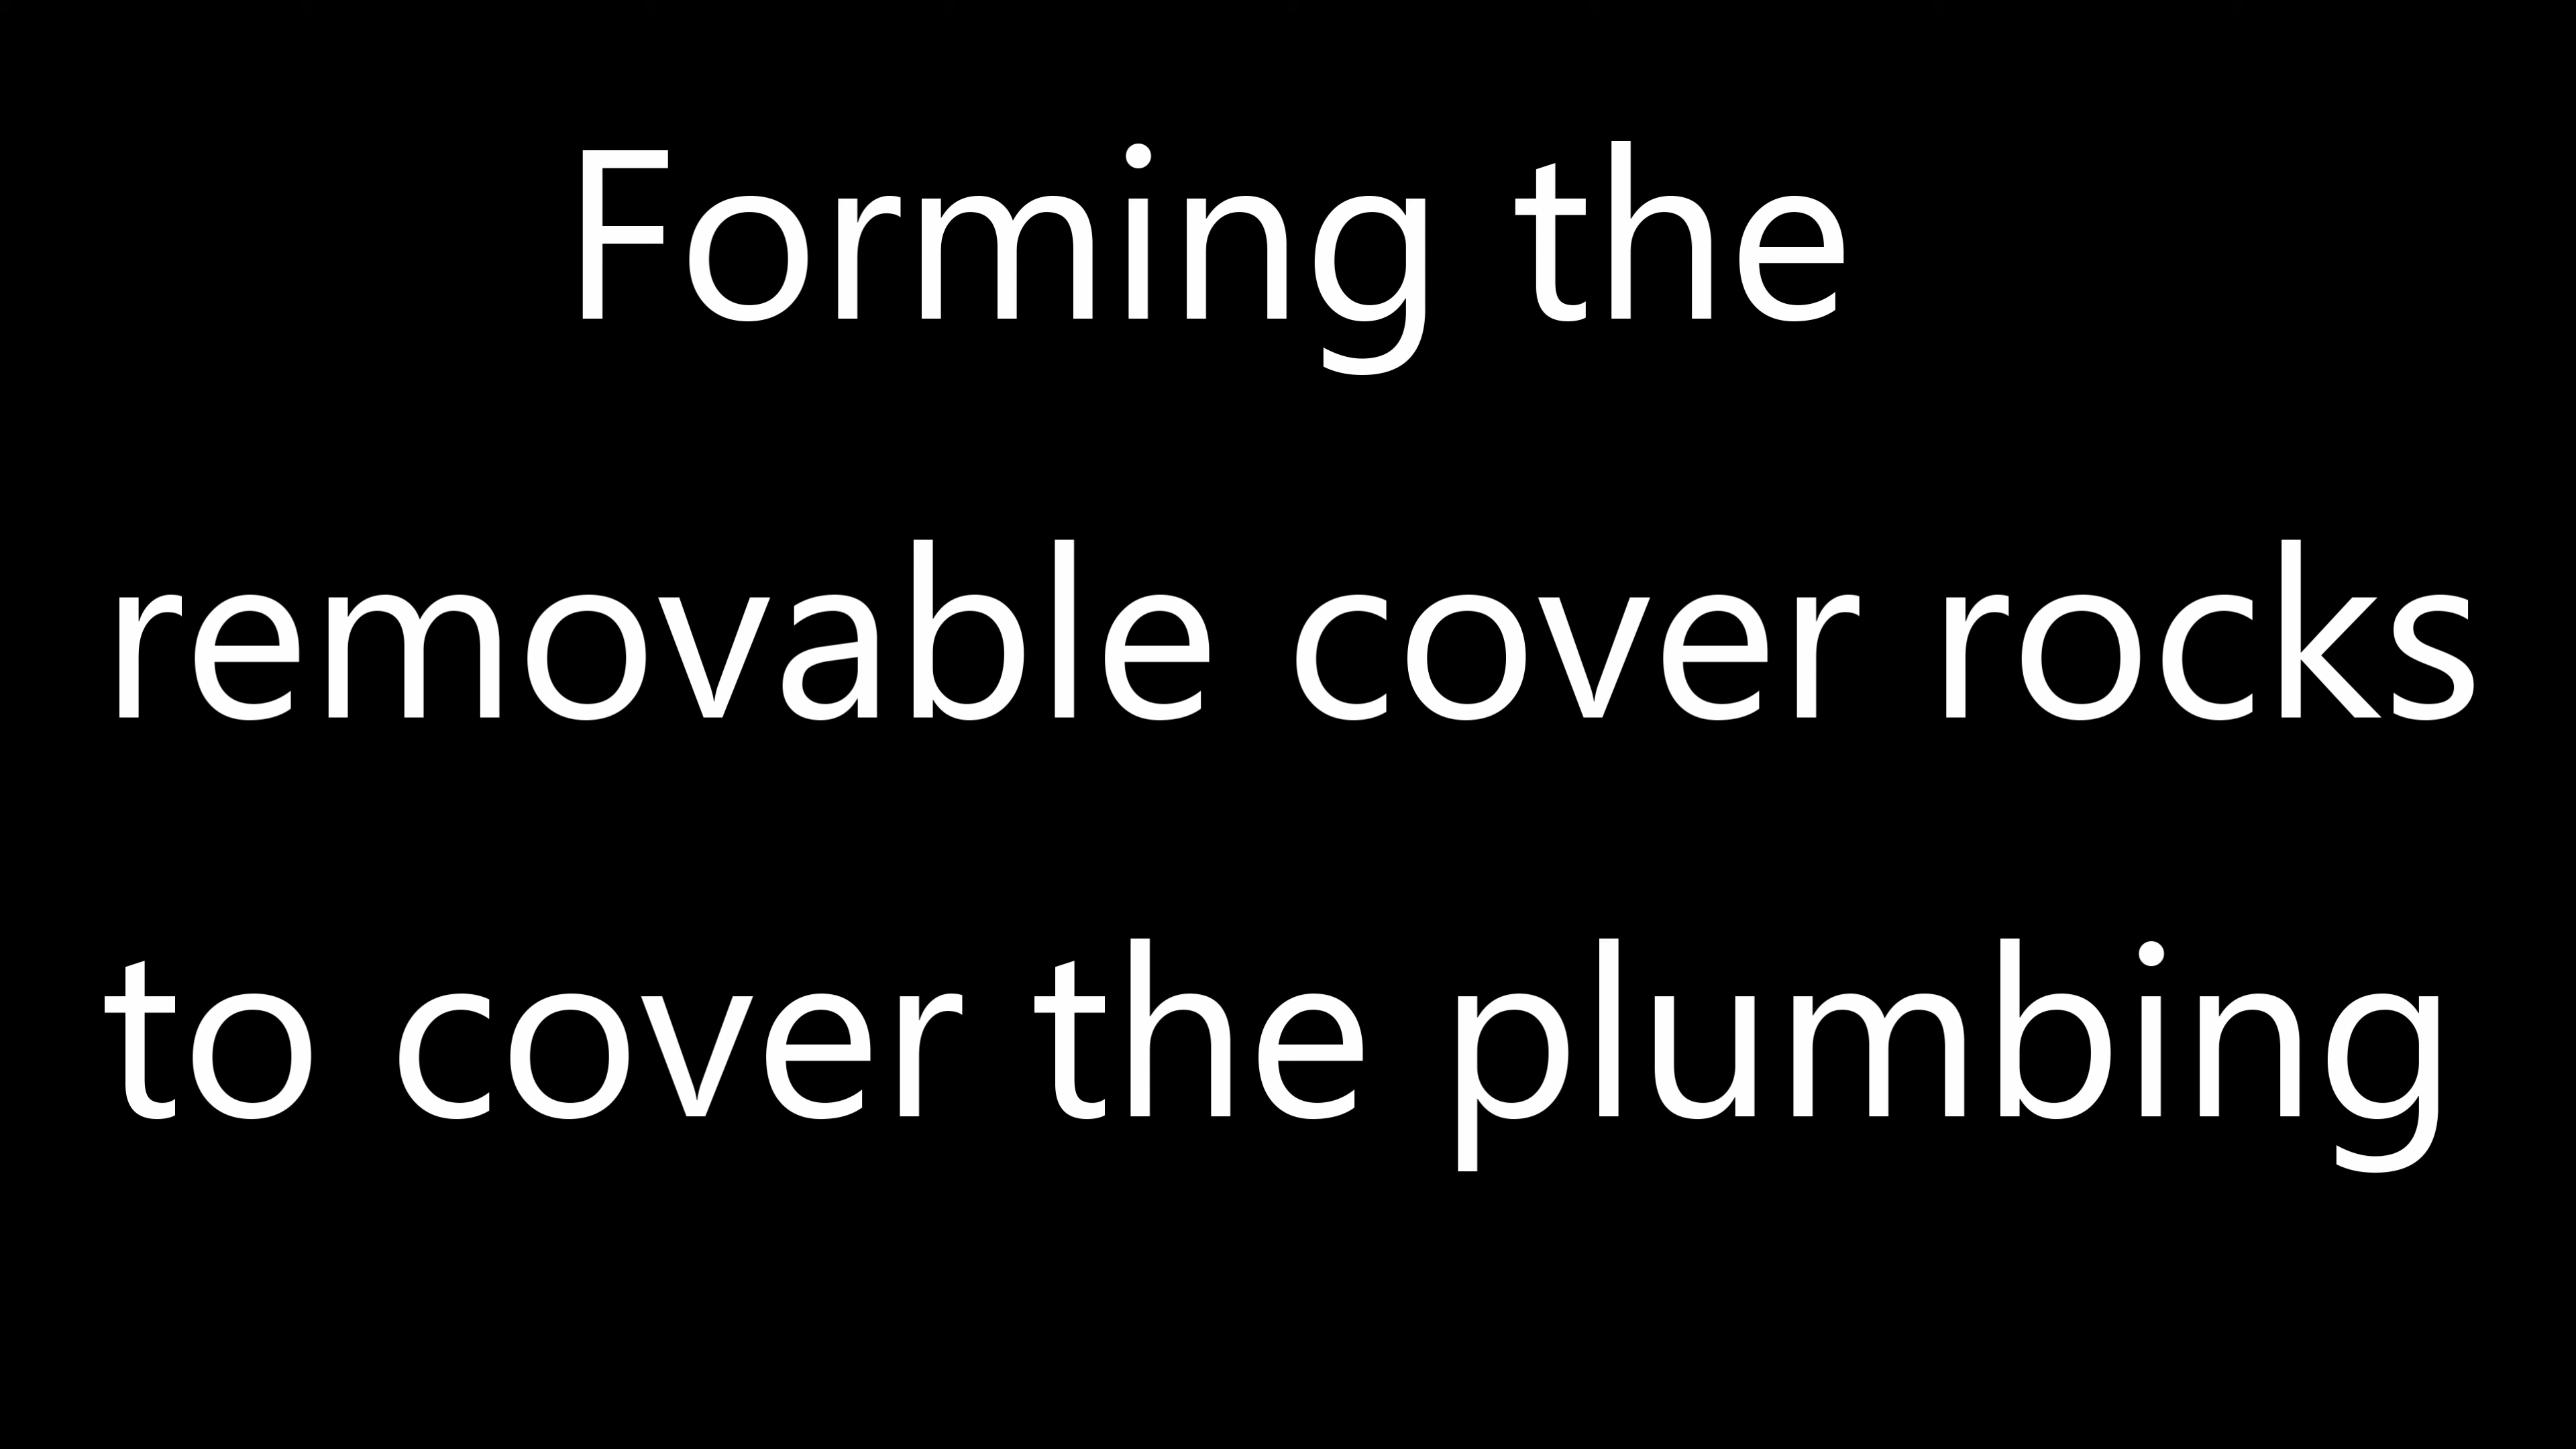 Forming the
removable cover rocks
to cover the plumbing